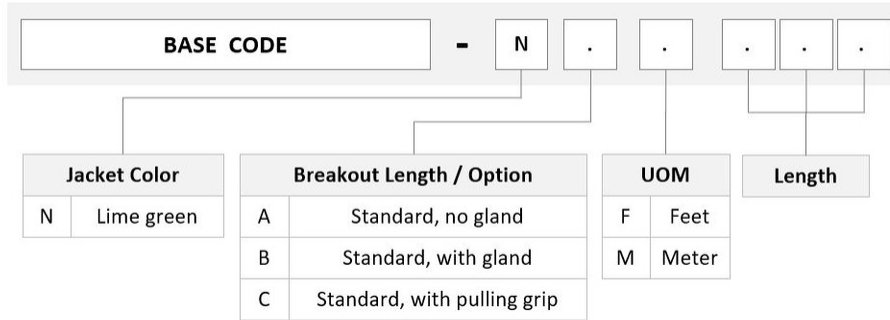 BASE CODE - N . . . . .
Jacket Color
N Lime green
Breakout Length / Option
A Standard, no gland
B Standard, with gland
C Standard, with pulling grip
UOM
F Feet
M Meter
Length